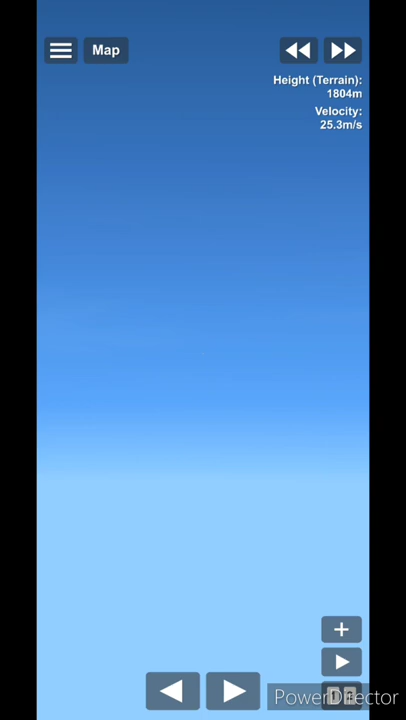 Map
Height (Terrain):
1804m
Velocity:
25.3m/s
PowerDirector